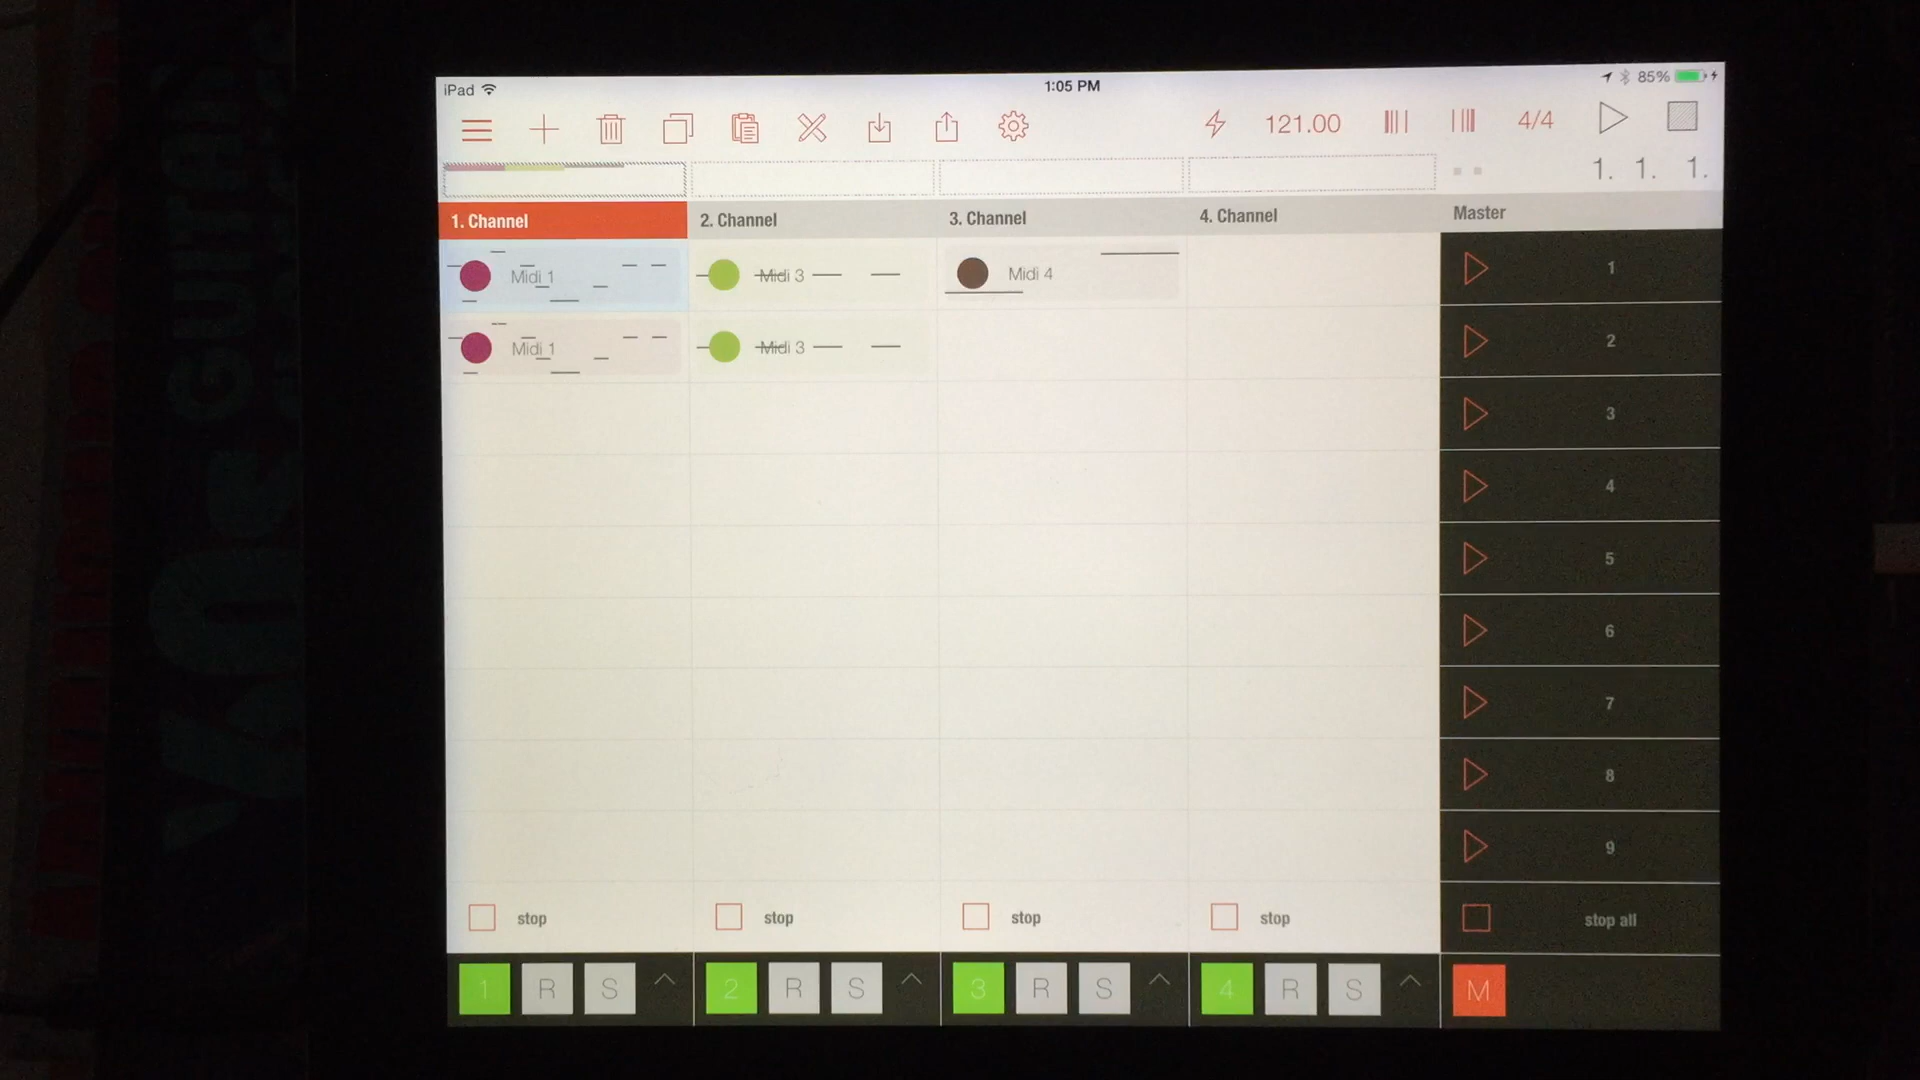 iPad 1:05 PM 85%
121.00 4/4
1. 1. 1.
1. Channel 2. Channel 3. Channel 4. Channel Master
Midi 1 Midi 3 Midi 4 1
Midi 1 Midi 3 2
3
4
5
6
7
8
9
stop stop stop stop stop all
1 R S 2 R S 3 R S 4 R S M